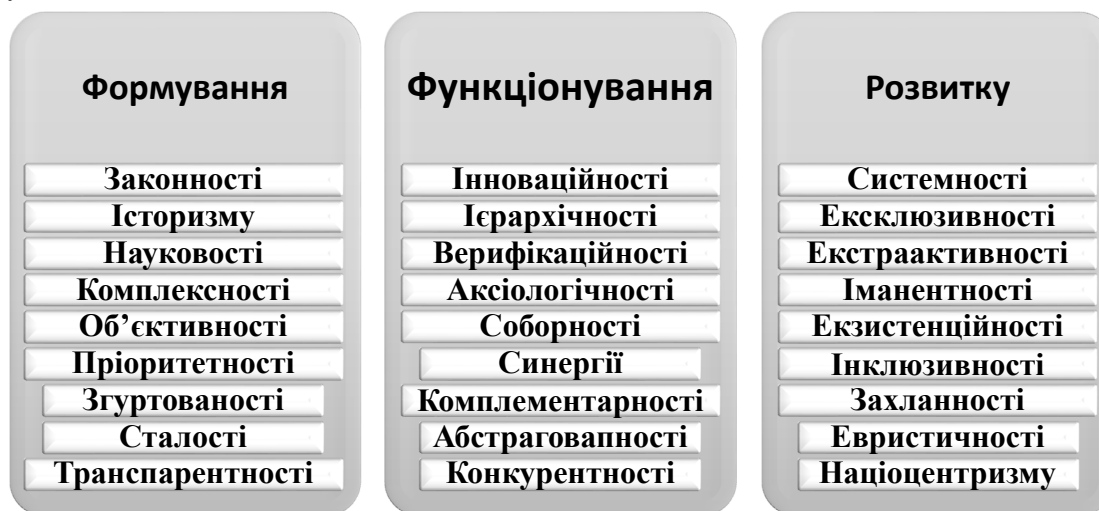 Формування
Законності
Історизму
Науковості
Комплексності
Об’єктивності
Пріоритетності
Згуртованості
Сталості
Транспарентності
Функціонування
Інноваційності
Ієрархічності
Верифікаційності
Аксіологічності
Соборності
Синергії
Комплементарності
Абстраговапності
Конкурентності
Розвитку
Системності
Ексклюзивності
Екстраактивності
Іманентності
Екзистенційності
Інклюзивності
Захланності
Евристичності
Націоцентризму